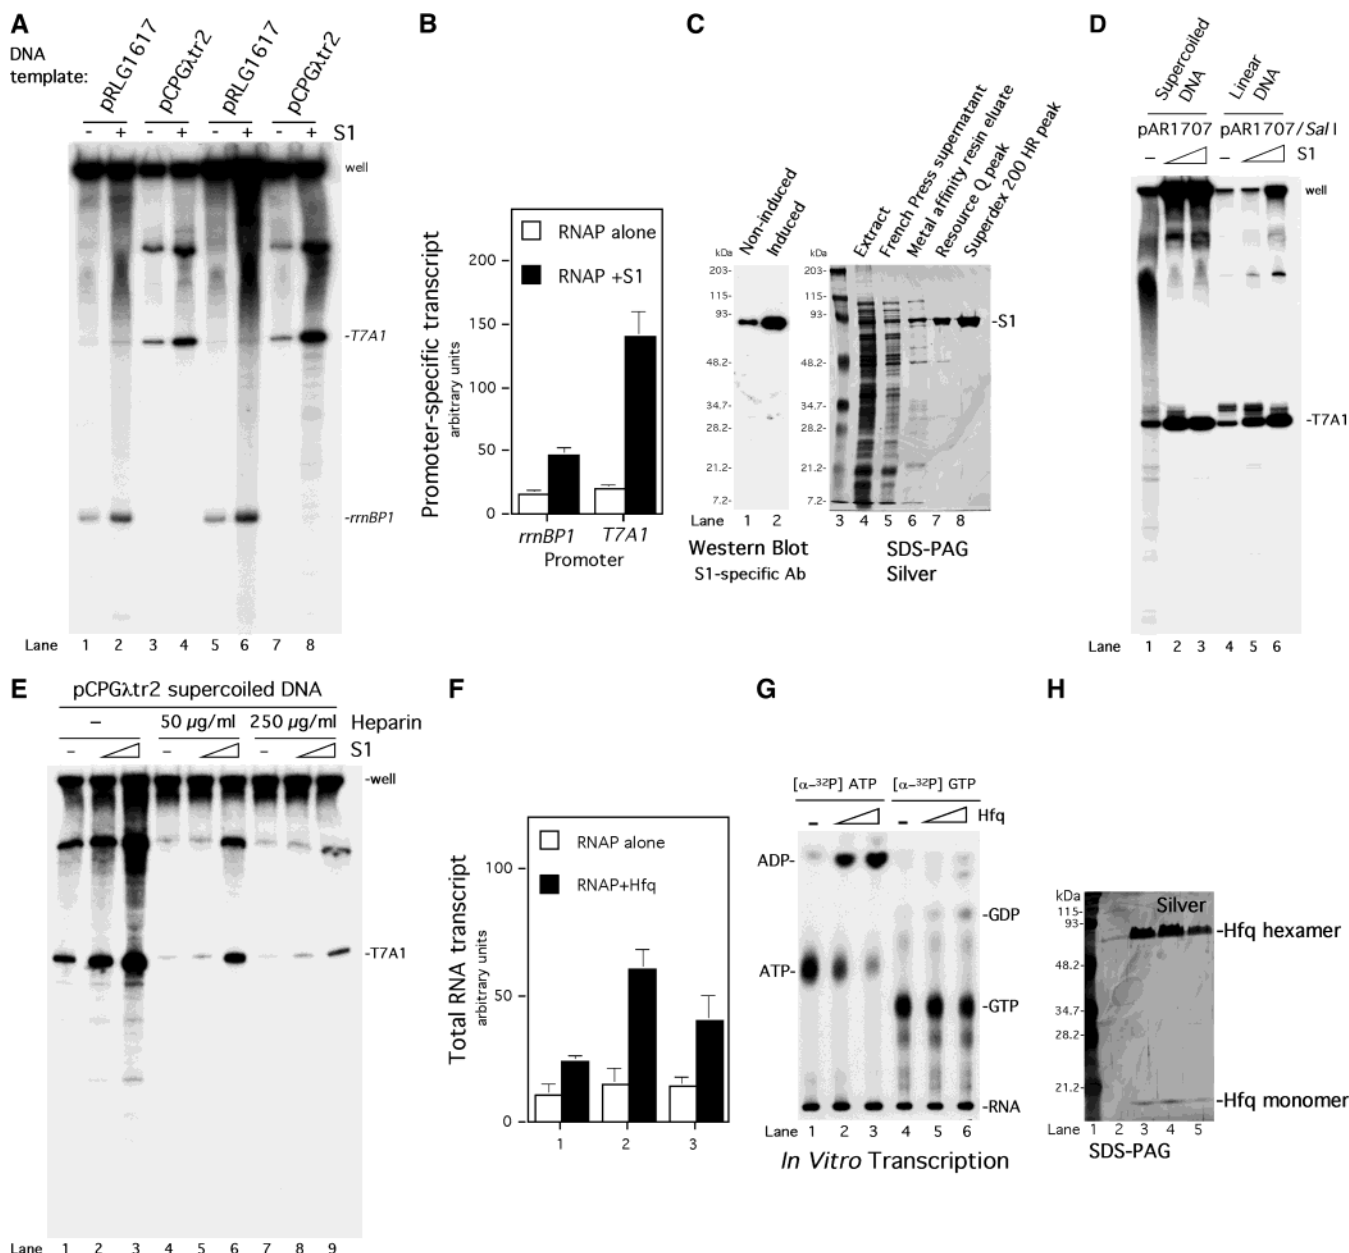 A
DNA
template:
pRLG1617
pCPGλtr2
pRLG1617
pCPGλtr2
- + - + - + - + S1
well
-T7A1
-rrnBP1
Lane 1 2 3 4 5 6 7 8
B
RNAP alone
RNAP +S1
Promoter-specific transcript
arbitrary units
200
150
100
50
0
rrnBP1 T7A1
Promoter
C
Non-induced
Induced
Extract
French Press supernatant
Metal affinity resin eluate
Resource Q peak
Superdex 200 HR peak
kDa
203-
115-
93-
48.2-
34.7-
28.2-
21.2-
7.2-
kDa
203-
115-
93-
48.2-
34.7-
28.2-
21.2-
7.2-
-S1
Lane 1 2 3 4 5 6 7 8
Western Blot
S1-specific Ab
SDS-PAG
Silver
D
Supercoiled
DNA
Linear
DNA
pAR1707 pAR1707/Sal I
– – S1
well
-T7A1
Lane 1 2 3 4 5 6
E
pCPGλtr2 supercoiled DNA
– 50 µg/ml 250 µg/ml Heparin
– – – S1
-well
-T7A1
Lane 1 2 3 4 5 6 7 8 9
F
RNAP alone
RNAP+Hfq
Total RNA transcript
arbitrary units
100
50
0
1 2 3
G
[α-32P] ATP [α-32P] GTP
– – Hfq
ADP-
-GDP
ATP-
-GTP
-RNA
Lane 1 2 3 4 5 6
In Vitro Transcription
H
kDa
115-
93-
48.2-
34.7-
28.2-
21.2-
Silver
-Hfq hexamer
-Hfq monomer
Lane 1 2 3 4 5
SDS-PAG